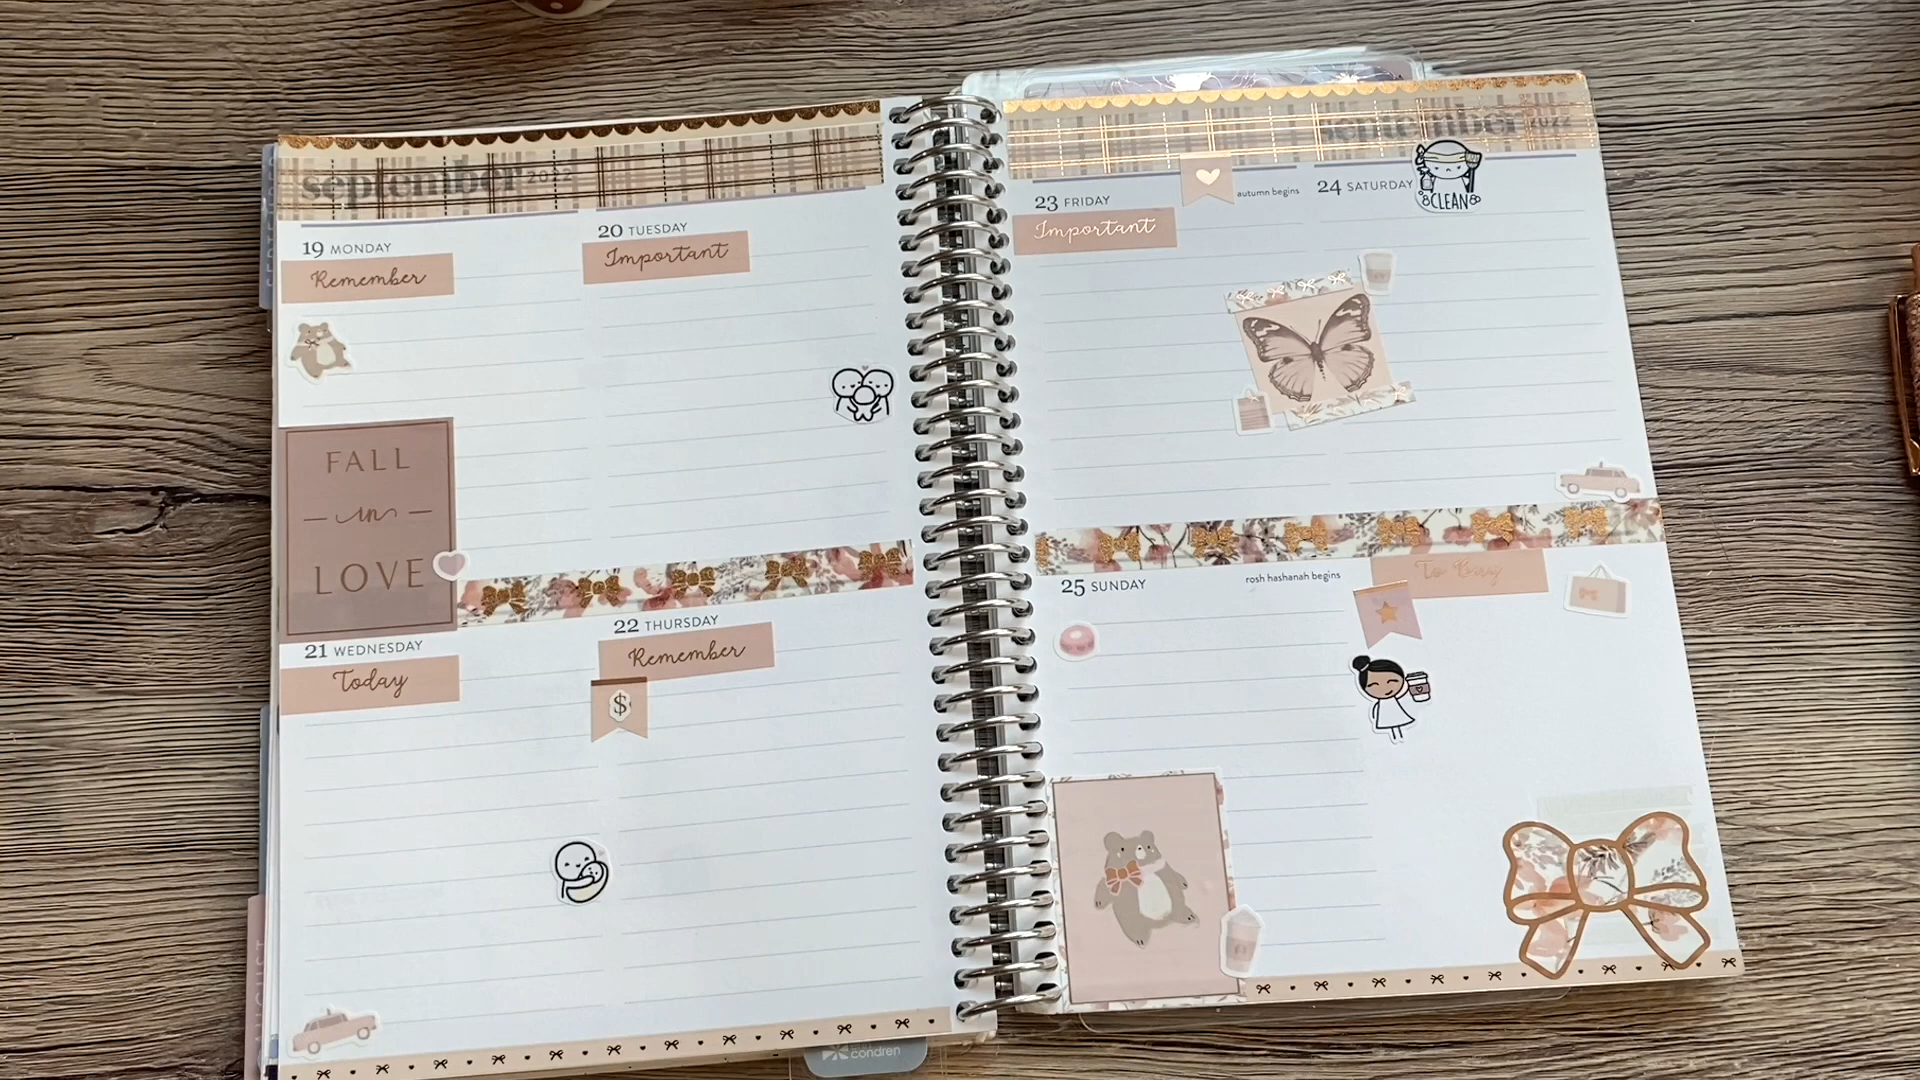 september 2022
19 MONDAY
Remember
20 TUESDAY
Important
FALL
in
LOVE
21 WEDNESDAY
Today
22 THURSDAY
Remember
$
september 2022
23 FRIDAY
autumn begins
Important
24 SATURDAY
CLEAN
25 SUNDAY
rosh hashanah begins
To Buy
condren
AUGUST